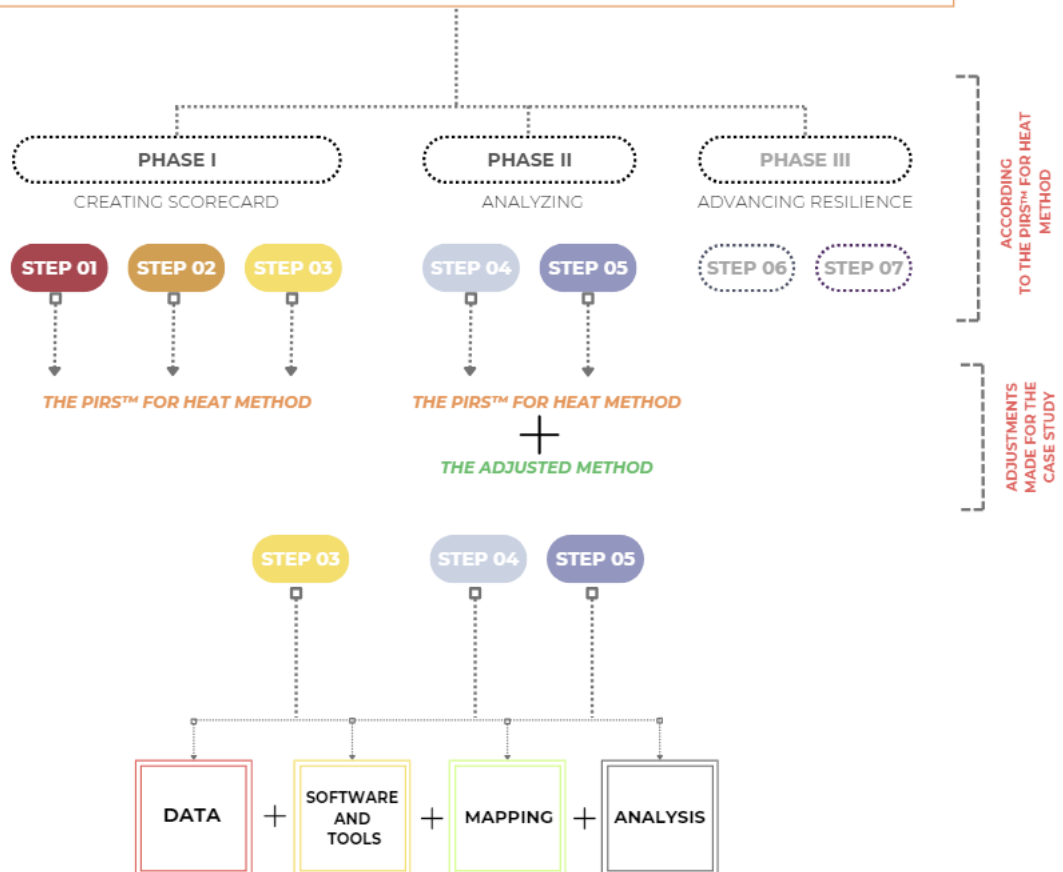 PHASE I
PHASE II
PHASE III
CREATING SCORECARD
ANALYZING
ADVANCING RESILIENCE
STEP 01
STEP 02
STEP 03
STEP 04
STEP 05
STEP 06
STEP 07
ACCORDING
TO THE PIRS™ FOR HEAT
METHOD
THE PIRS™ FOR HEAT METHOD
THE PIRS™ FOR HEAT METHOD
+
THE ADJUSTED METHOD
ADJUSTMENTS
MADE FOR THE
CASE STUDY
STEP 03
STEP 04
STEP 05
DATA
+
SOFTWARE
AND
TOOLS
+
MAPPING
+
ANALYSIS